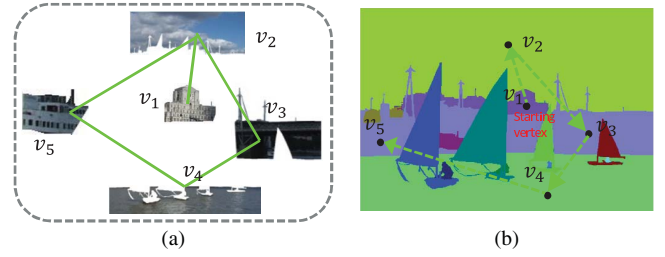 v₂
v₁
v₃
v₅
v₄
(a)
v₂
v₁
Starting
vertex
v₃
v₅
v₄
(b)